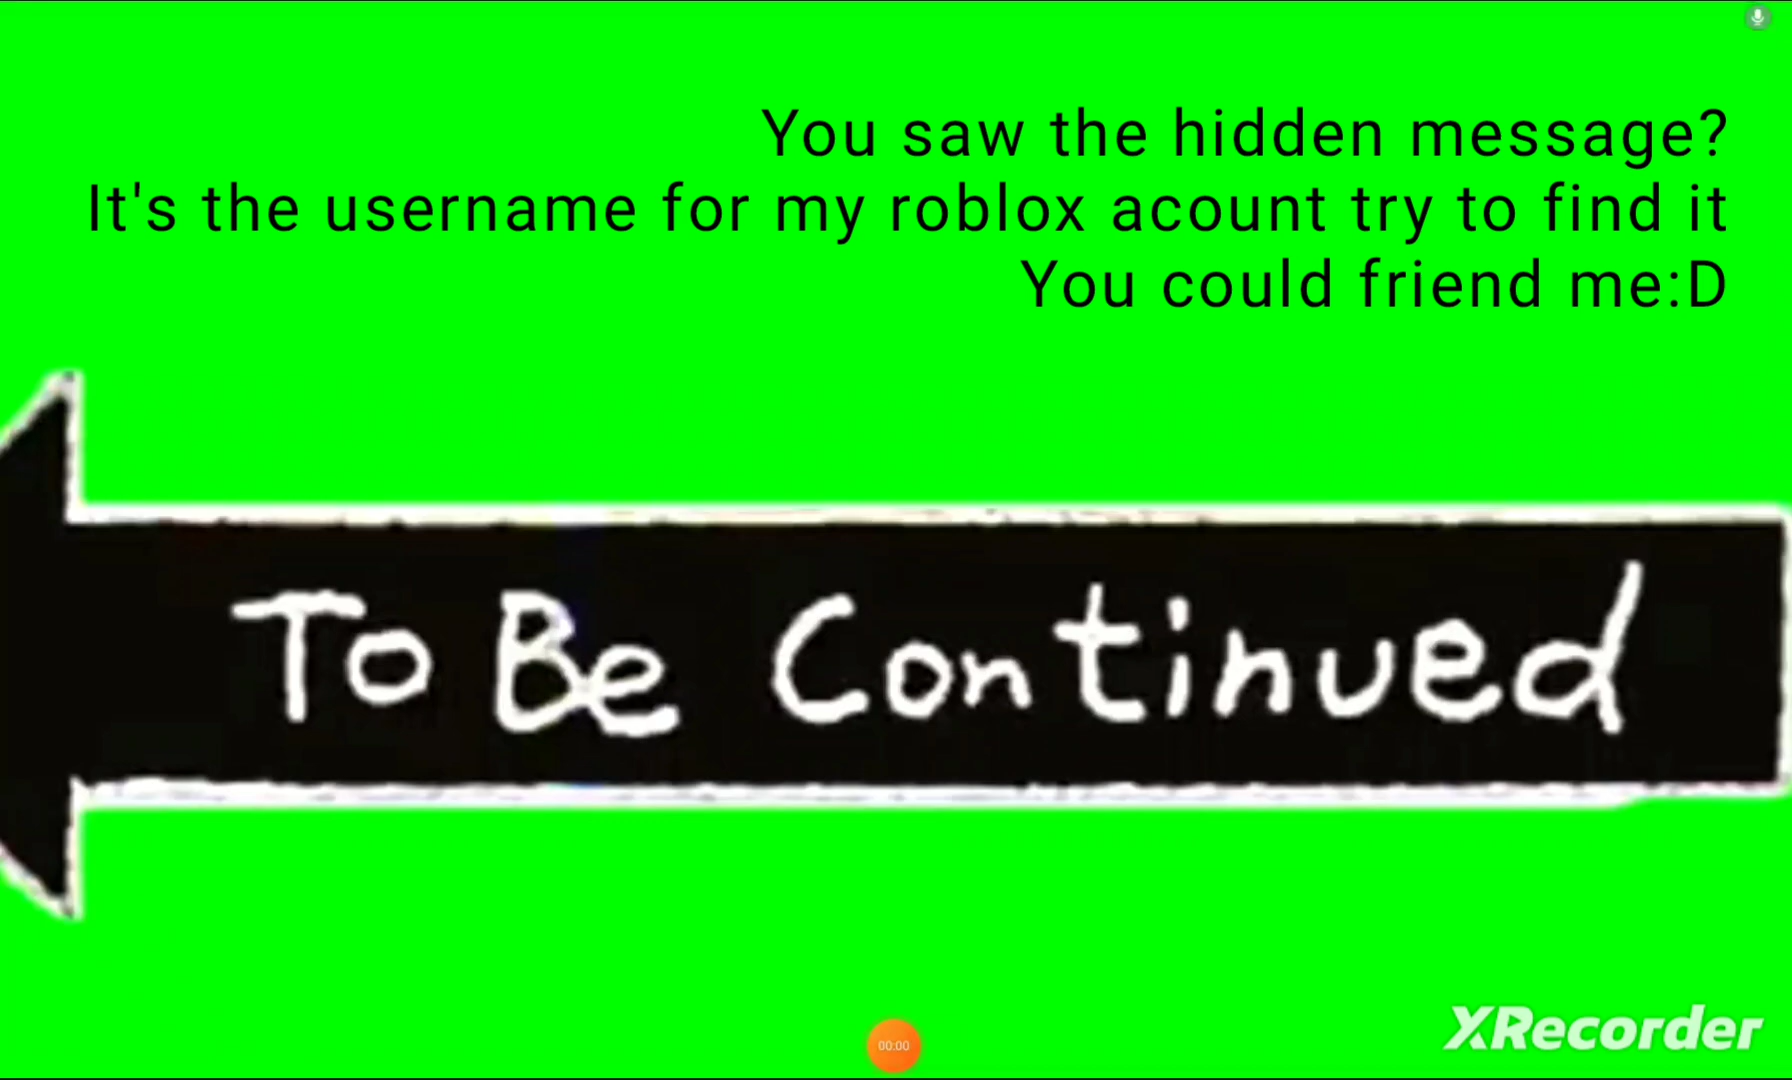 You saw the hidden message?
It's the username for my roblox acount try to find it
You could friend me:D
To Be Continued
00:00
XRecorder